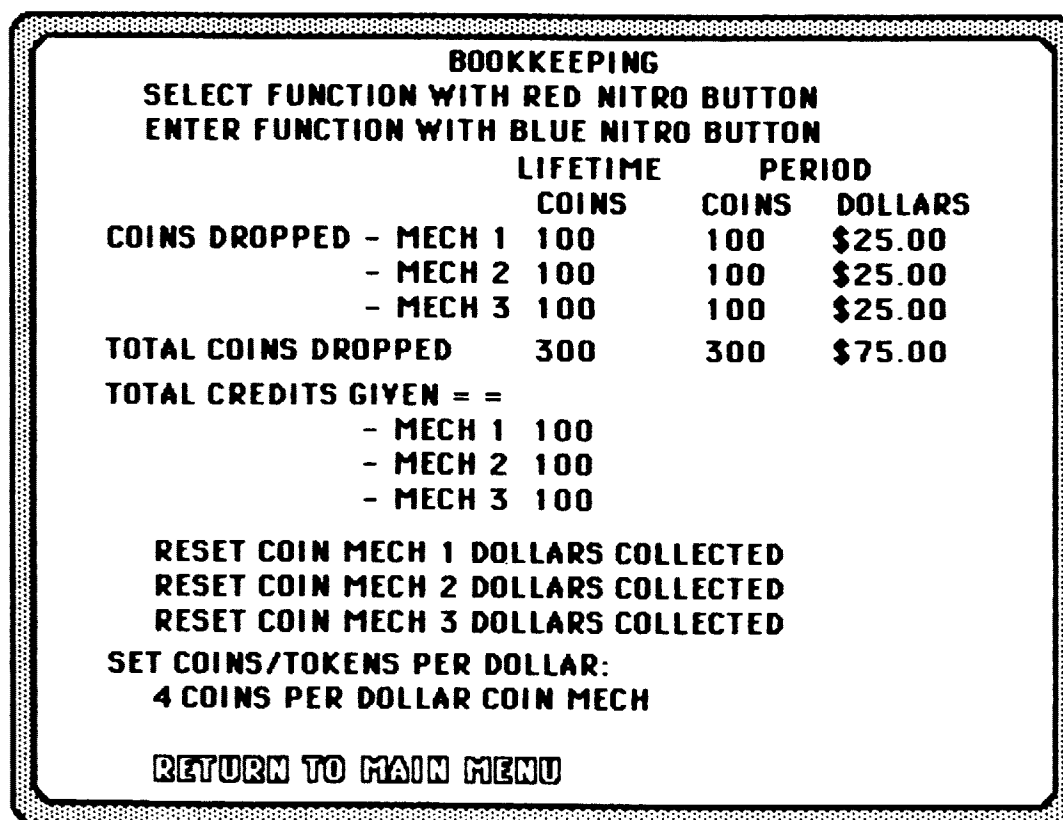 BOOKKEEPING
SELECT FUNCTION WITH RED NITRO BUTTON
ENTER FUNCTION WITH BLUE NITRO BUTTON
LIFETIME PERIOD
COINS COINS DOLLARS
COINS DROPPED - MECH 1 100 100 $25.00
- MECH 2 100 100 $25.00
- MECH 3 100 100 $25.00
TOTAL COINS DROPPED 300 300 $75.00
TOTAL CREDITS GIVEN = =
- MECH 1 100
- MECH 2 100
- MECH 3 100
RESET COIN MECH 1 DOLLARS COLLECTED
RESET COIN MECH 2 DOLLARS COLLECTED
RESET COIN MECH 3 DOLLARS COLLECTED
SET COINS/TOKENS PER DOLLAR:
4 COINS PER DOLLAR COIN MECH
RETURN TO MAIN MENU